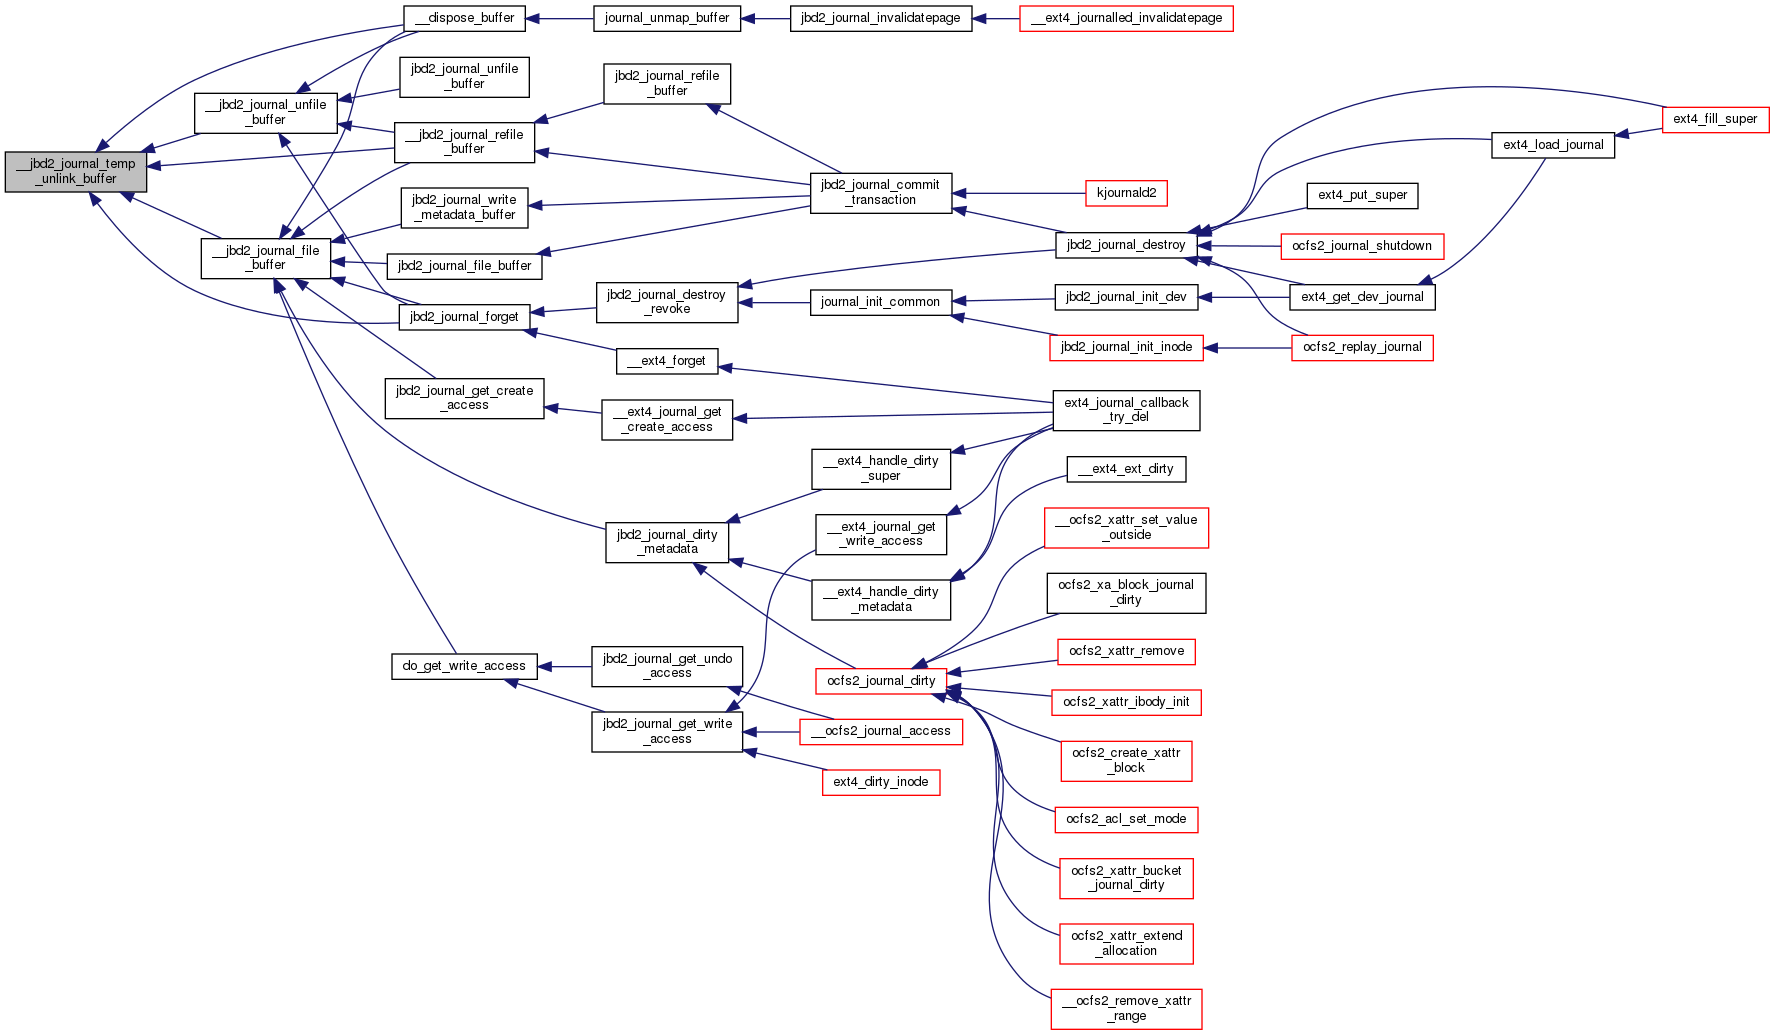 __dispose_buffer
journal_unmap_buffer
jbd2_journal_invalidatepage
__ext4_journalled_invalidatepage
jbd2_journal_unfile
_buffer
jbd2_journal_refile
_buffer
__jbd2_journal_unfile
_buffer
ext4_fill_super
__jbd2_journal_refile
_buffer
ext4_load_journal
__jbd2_journal_temp
_unlink_buffer
jbd2_journal_commit
_transaction
kjournald2
ext4_put_super
jbd2_journal_write
_metadata_buffer
__jbd2_journal_file
_buffer
jbd2_journal_destroy
ocfs2_journal_shutdown
jbd2_journal_file_buffer
jbd2_journal_destroy
_revoke
journal_init_common
jbd2_journal_init_dev
ext4_get_dev_journal
jbd2_journal_forget
jbd2_journal_init_inode
ocfs2_replay_journal
__ext4_forget
jbd2_journal_get_create
_access
ext4_journal_callback
_try_del
__ext4_journal_get
_create_access
__ext4_handle_dirty
_super
__ext4_ext_dirty
__ext4_journal_get
_write_access
__ocfs2_xattr_set_value
_outside
jbd2_journal_dirty
_metadata
__ext4_handle_dirty
_metadata
ocfs2_xa_block_journal
_dirty
do_get_write_access
jbd2_journal_get_undo
_access
ocfs2_xattr_remove
ocfs2_journal_dirty
ocfs2_xattr_ibody_init
jbd2_journal_get_write
_access
__ocfs2_journal_access
ocfs2_create_xattr
_block
ext4_dirty_inode
ocfs2_acl_set_mode
ocfs2_xattr_bucket
_journal_dirty
ocfs2_xattr_extend
_allocation
__ocfs2_remove_xattr
_range